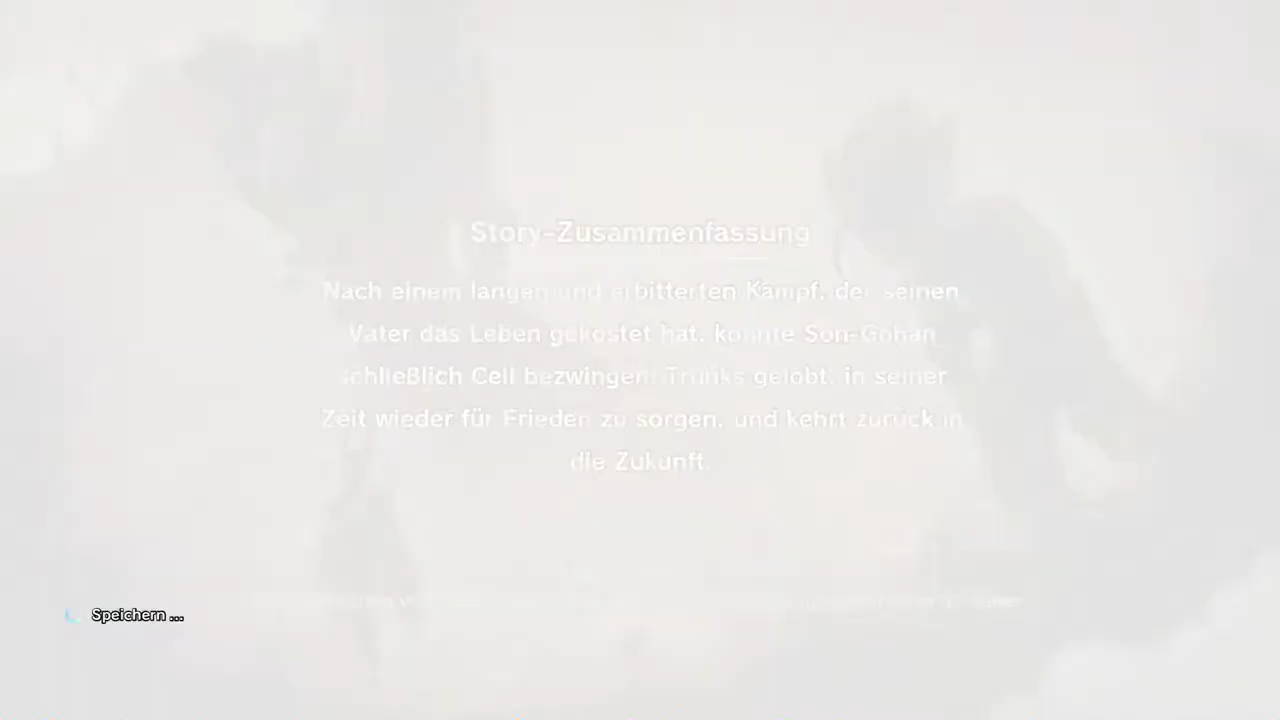 Story-Zusammenfassung
Nach einem langen und erbitterten Kampf, der seinen
Vater das Leben gekostet hat, konnte Son-Gohan
schließlich Cell bezwingen. Trunks gelobt, in seiner
Zeit wieder für Frieden zu sorgen, und kehrt zurück in
die Zukunft.
Speichern ...